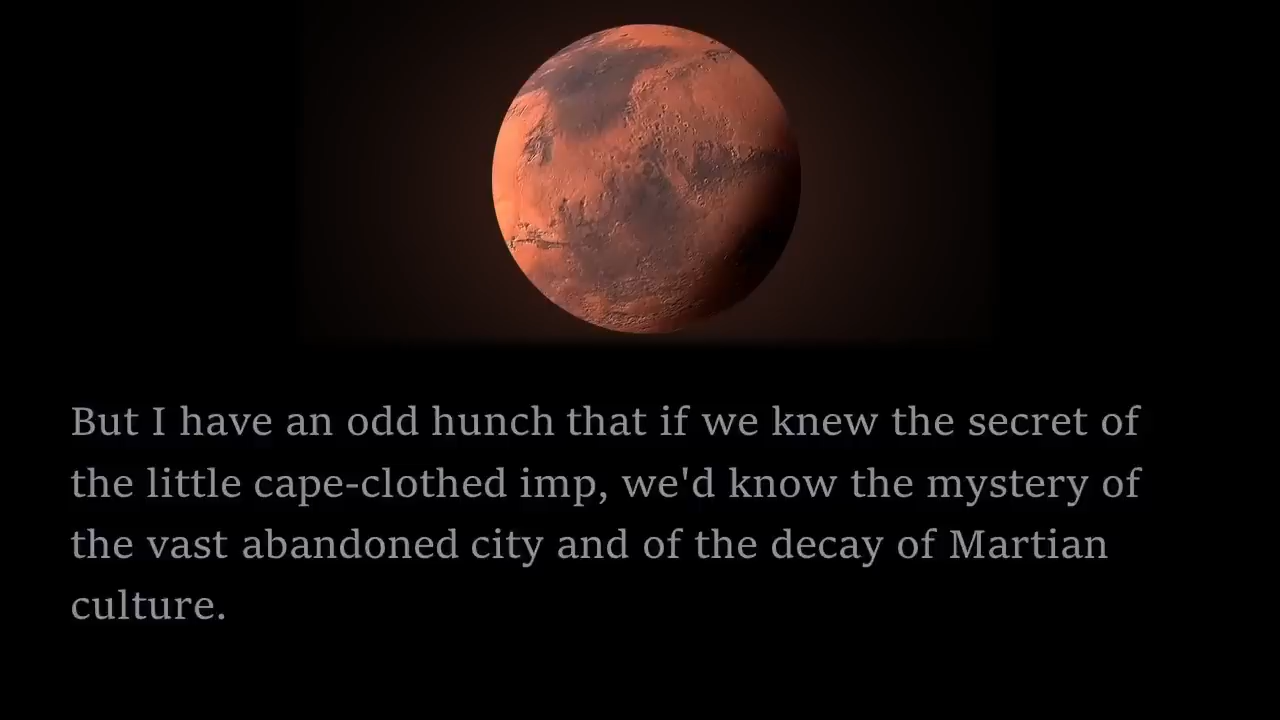 But I have an odd hunch that if we knew the secret of
the little cape-clothed imp, we'd know the mystery of
the vast abandoned city and of the decay of Martian
culture.